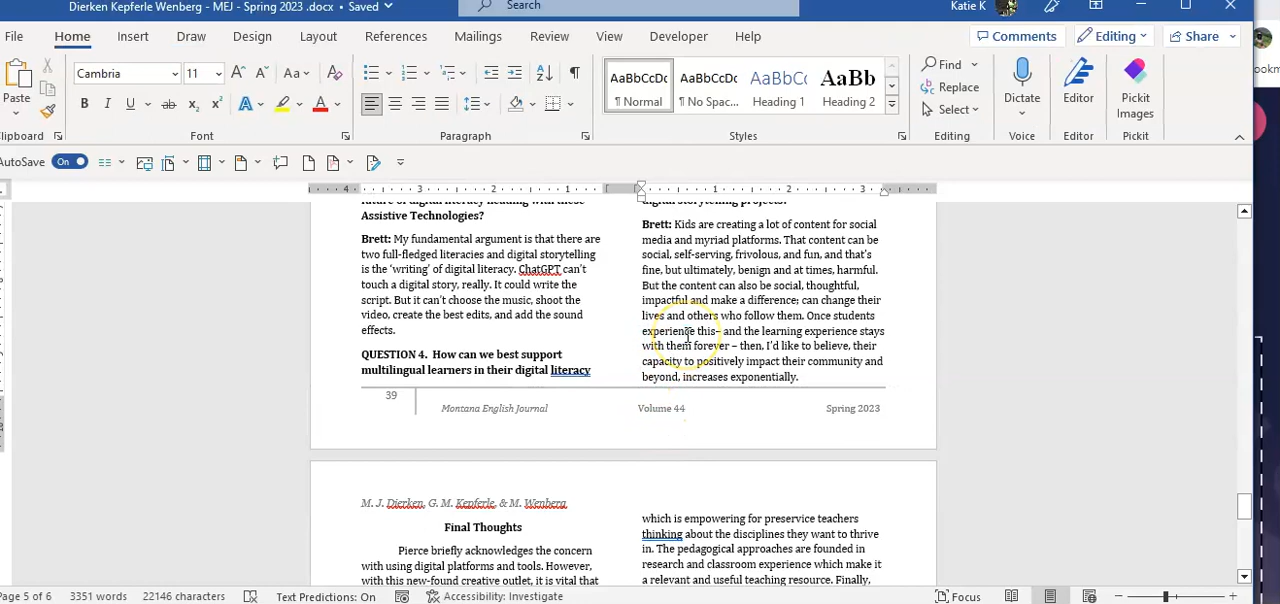 Dierken Kepferle Wenberg - MEJ - Spring 2023 .docx • Saved
Search
Katie K
File Home Insert Draw Design Layout References Mailings Review View Developer Help
Comments Editing Share
Cambria 11
AaBbCcDc AaBbCcDc AaBbCc AaBb
Find
Replace
Select
Paste
¶ Normal ¶ No Spac... Heading 1 Heading 2
Dictate Editor Pickit
Images
Clipboard Font Paragraph Styles Editing Voice Editor Pickit
AutoSave On
4 3 2 1 1 2 3
future of digital literacy heading with these
Assistive Technologies?
Brett: My fundamental argument is that there are
two full-fledged literacies and digital storytelling
is the ‘writing’ of digital literacy. ChatGPT can’t
touch a digital story, really. It could write the
script. But it can’t choose the music, shoot the
video, create the best edits, and add the sound
effects.
QUESTION 4. How can we best support
multilingual learners in their digital literacy
digital storytelling projects?
Brett: Kids are creating a lot of content for social
media and myriad platforms. That content can be
social, self-serving, frivolous, and fun, and that’s
fine, but ultimately, benign and at times, harmful.
But the content can also be social, thoughtful,
impactful and make a difference; can change their
lives and others who follow them. Once students
experience this– and the learning experience stays
with them forever – then, I’d like to believe, their
capacity to positively impact their community and
beyond, increases exponentially.
39 Montana English Journal Volume 44 Spring 2023
M. J. Dierken, G. M. Kepferle, & M. Wenberg
Final Thoughts
Pierce briefly acknowledges the concern
with using digital platforms and tools. However,
with this new-found creative outlet, it is vital that
which is empowering for preservice teachers
thinking about the disciplines they want to thrive
in. The pedagogical approaches are founded in
research and classroom experience which make it
a relevant and useful teaching resource. Finally,
Page 5 of 6 3351 words 22146 characters Text Predictions: On Accessibility: Investigate Focus